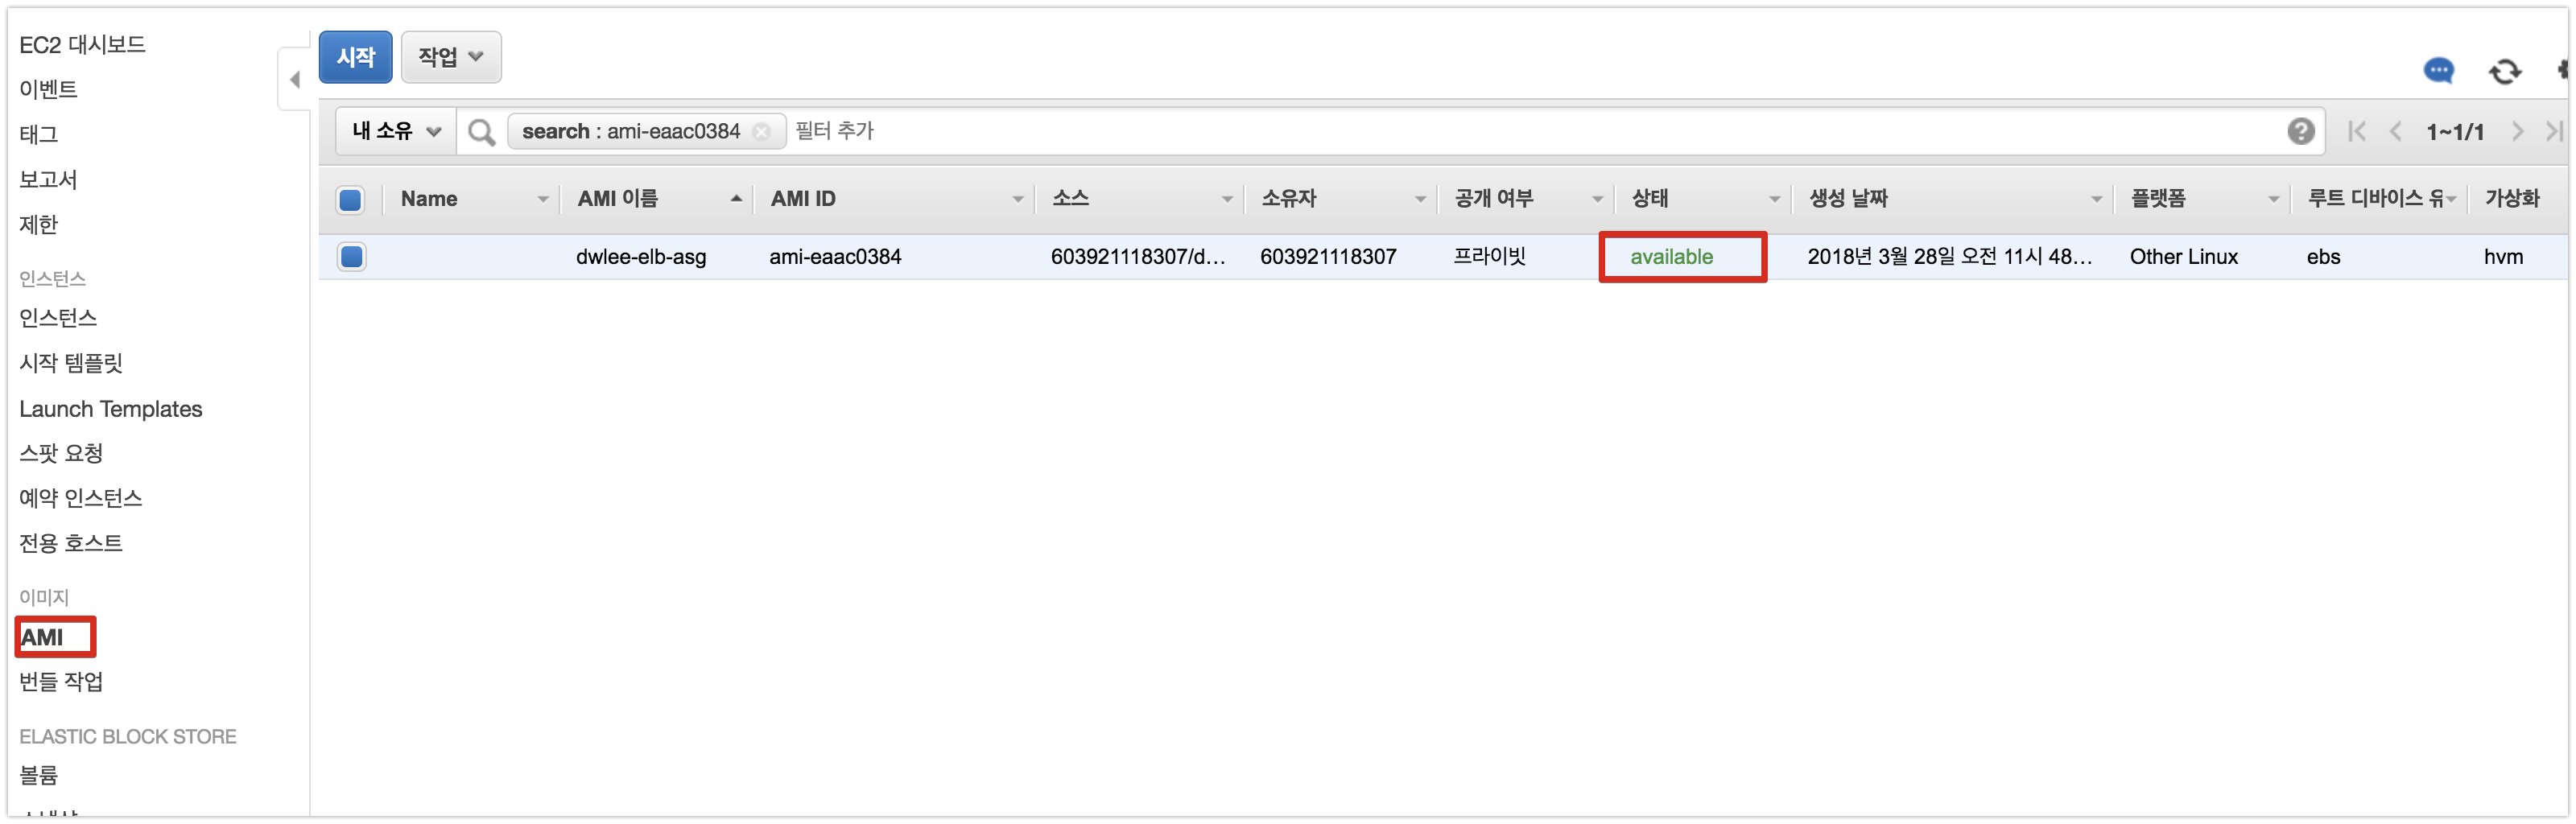 EC2 대시보드
이벤트
태그
보고서
제한
인스턴스
인스턴스
시작 템플릿
Launch Templates
스팟 요청
예약 인스턴스
전용 호스트
이미지
AMI
번들 작업
ELASTIC BLOCK STORE
볼륨
시작 작업
내 소유 search : ami-eaac0384 필터 추가 1~1/1
Name AMI 이름 AMI ID 소스 소유자 공개 여부 상태 생성 날짜 플랫폼 루트 디바이스 유 가상화
dwlee-elb-asg ami-eaac0384 603921118307/d... 603921118307 프라이빗 available 2018년 3월 28일 오전 11시 48... Other Linux ebs hvm